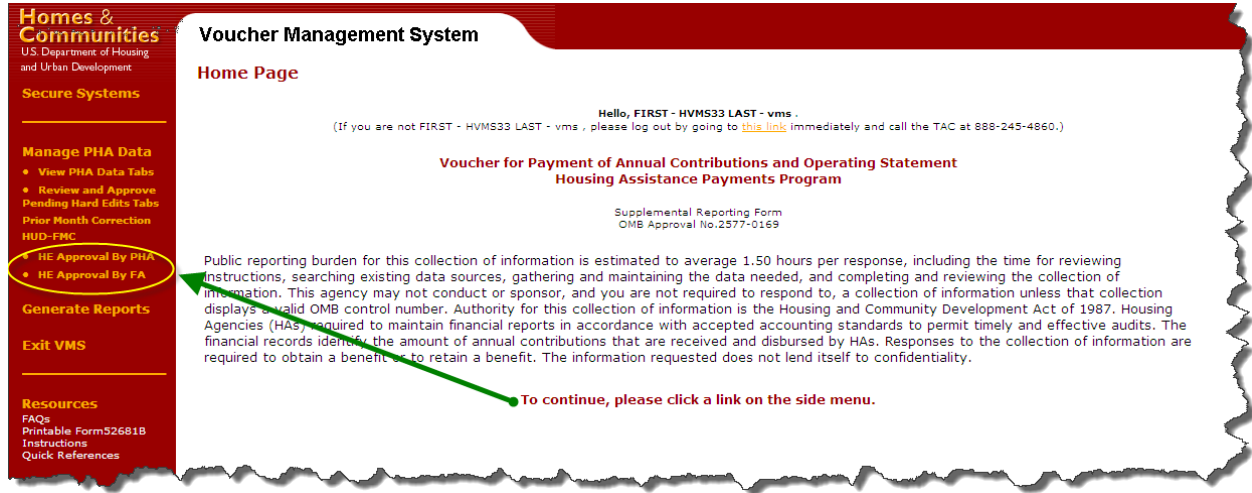 Homes &
Communities
U.S. Department of Housing
and Urban Development
Secure Systems
Manage PHA Data
• View PHA Data Tabs
• Review and Approve
Pending Hard Edits Tabs
Prior Month Correction
HUD-FMC
• HE Approval By PHA
• HE Approval By FA
Generate Reports
Exit VMS
Resources
FAQs
Printable Form52681B
Instructions
Quick References
Voucher Management System
Home Page
Hello, FIRST - HVMS33 LAST - vms .
(If you are not FIRST - HVMS33 LAST - vms , please log out by going to this link immediately and call the TAC at 888-245-4860.)
Voucher for Payment of Annual Contributions and Operating Statement
Housing Assistance Payments Program
Supplemental Reporting Form
OMB Approval No.2577-0169
Public reporting burden for this collection of information is estimated to average 1.50 hours per response, including the time for reviewing
instructions, searching existing data sources, gathering and maintaining the data needed, and completing and reviewing the collection of
information. This agency may not conduct or sponsor, and you are not required to respond to, a collection of information unless that collection
displays a valid OMB control number. Authority for this collection of information is the Housing and Community Development Act of 1987. Housing
Agencies (HAs) required to maintain financial reports in accordance with accepted accounting standards to permit timely and effective audits. The
financial records identify the amount of annual contributions that are received and disbursed by HAs. Responses to the collection of information are
required to obtain a benefit or to retain a benefit. The information requested does not lend itself to confidentiality.
To continue, please click a link on the side menu.